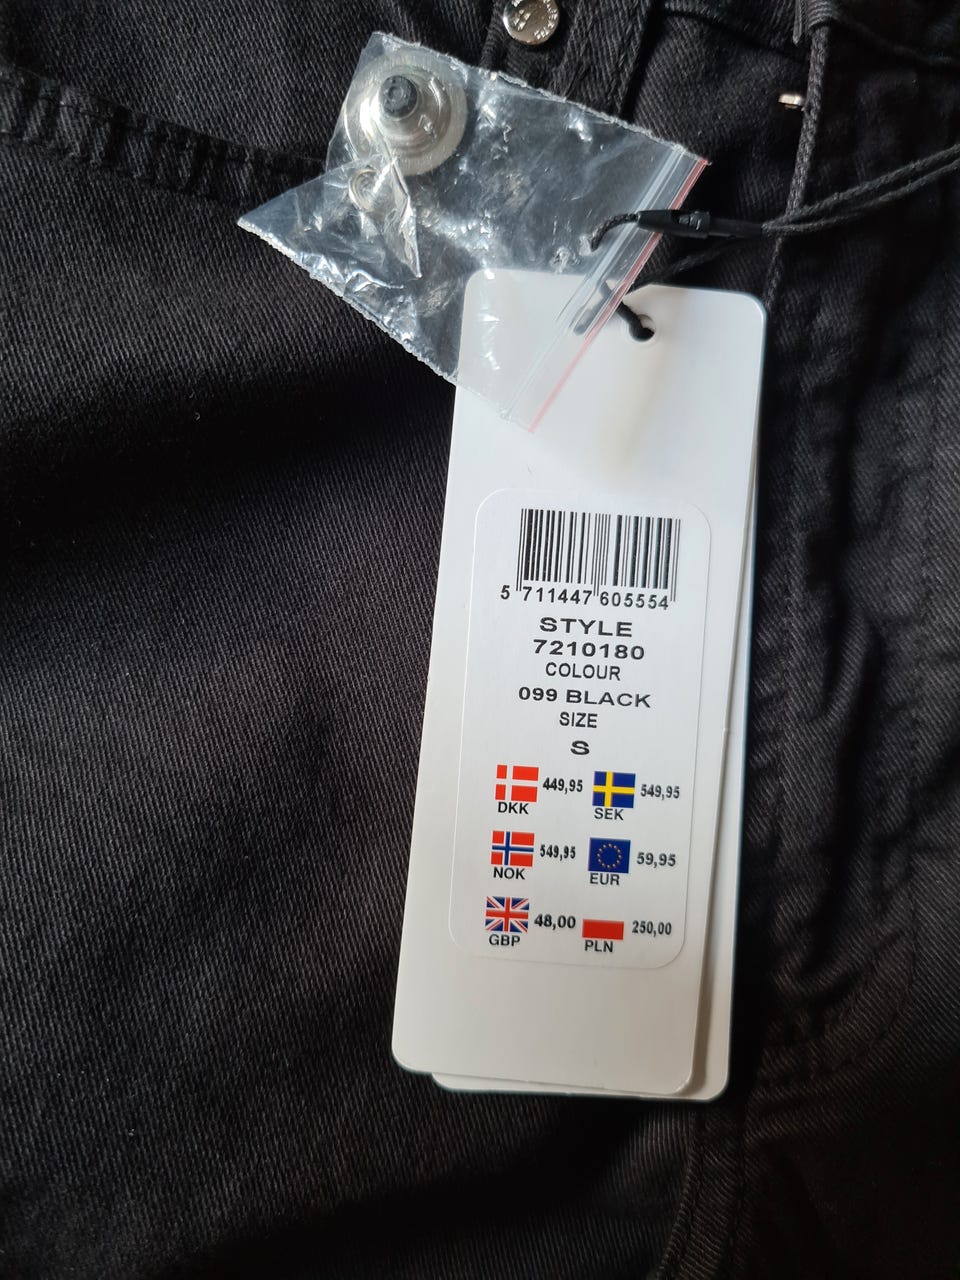 5 711447 605554
STYLE
7210180
COLOUR
099 BLACK
SIZE
S
449,95 549,95
DKK SEK
549,95 59,95
NOK EUR
48,00 250,00
GBP PLN